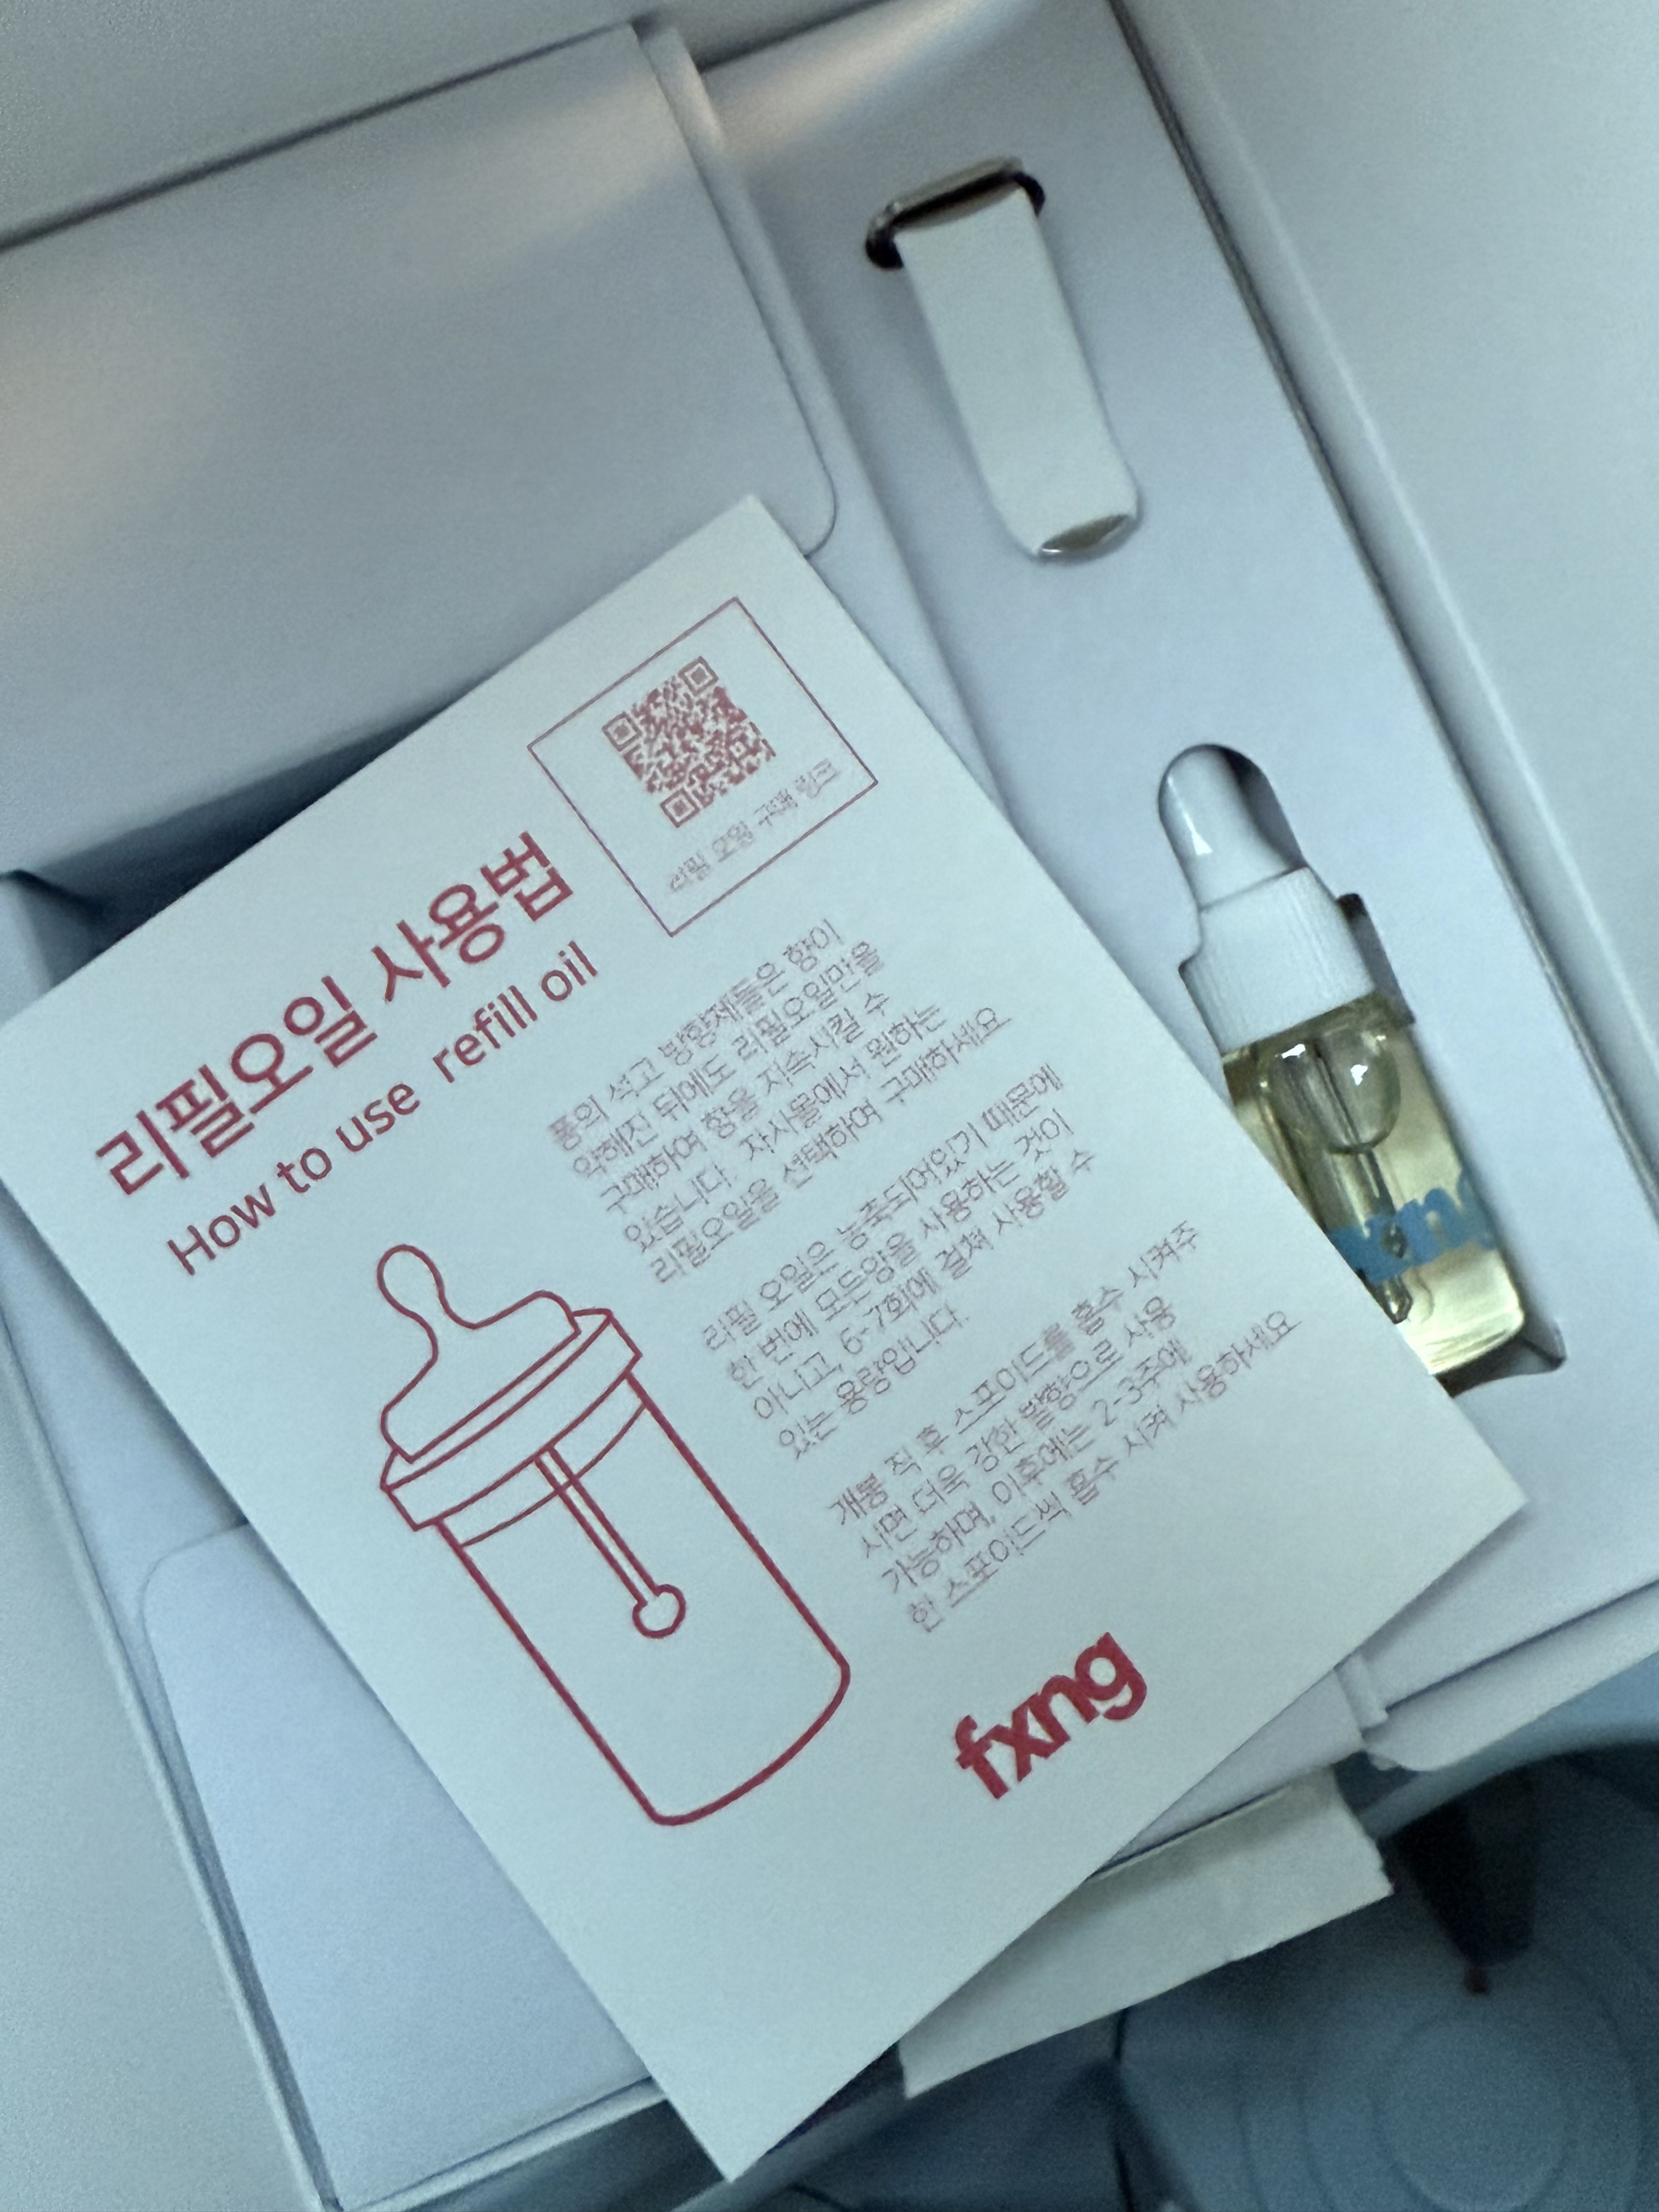 리필오일 사용법
How to use refill oil
리필 오일 구매 링크
퐁의 석고 방향제들은 향이
약해진 뒤에도 리필오일만을
구매하여 향을 지속시킬 수
있습니다. 자사몰에서 원하는
리필오일을 선택하여 구매하세요
리필 오일은 농축되어있기 때문에
한 번에 모든양을 사용하는 것이
아니고, 6-7회에 걸쳐 사용할 수
있는 용량입니다.
개봉 직 후 스포이드를 흡수 시켜주
시면 더욱 강한 발향으로 사용
가능하며, 이후에는 2-3주에
한 스포이드씩 흡수 시켜 사용하세요
fxng
xng